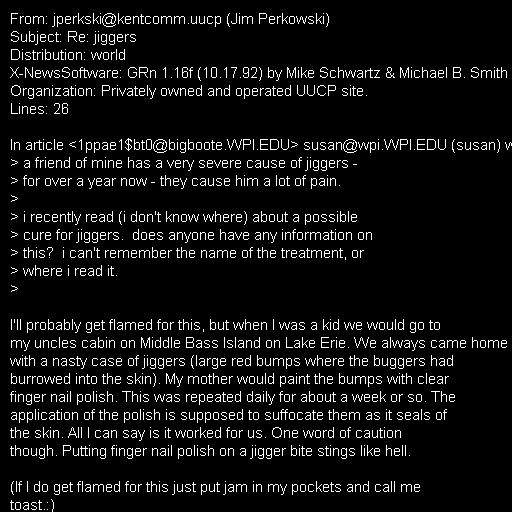 From: jperkski@kentcomm.uucp (Jim Perkowski)
Subject: Re: jiggers
Distribution: world
X-NewsSoftware: GRn 1.16f (10.17.92) by Mike Schwartz & Michael B. Smith
Organization: Privately owned and operated UUCP site.
Lines: 26

In article <1ppae1$bt0@bigboote.WPI.EDU> susan@wpi.WPI.EDU (susan) w
> a friend of mine has a very severe cause of jiggers -
> for over a year now - they cause him a lot of pain.
>
> i recently read (i don't know where) about a possible
> cure for jiggers.  does anyone have any information on
> this?  i can't remember the name of the treatment, or
> where i read it.
>

I'll probably get flamed for this, but when I was a kid we would go to
my uncles cabin on Middle Bass Island on Lake Erie. We always came home
with a nasty case of jiggers (large red bumps where the buggers had
burrowed into the skin). My mother would paint the bumps with clear
finger nail polish. This was repeated daily for about a week or so. The
application of the polish is supposed to suffocate them as it seals of
the skin. All I can say is it worked for us. One word of caution
though. Putting finger nail polish on a jigger bite stings like hell.

(If I do get flamed for this just put jam in my pockets and call me
toast.:)